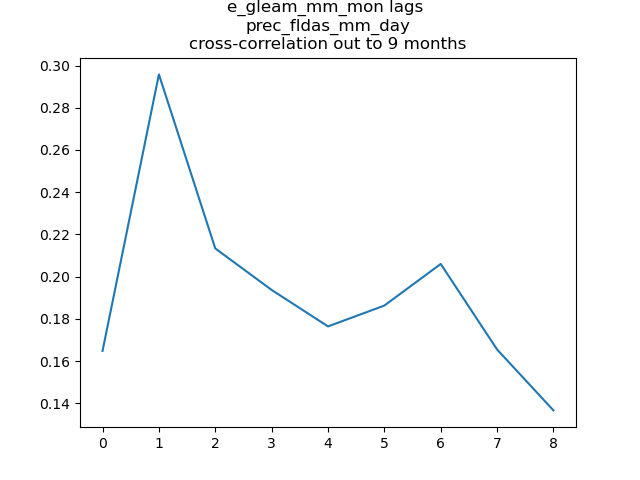 e_gleam_mm_mon lags
prec_fldas_mm_day
cross-correlation out to 9 months
0.30
0.28
0.26
0.24
0.22
0.20
0.18
0.16
0.14
0 1 2 3 4 5 6 7 8